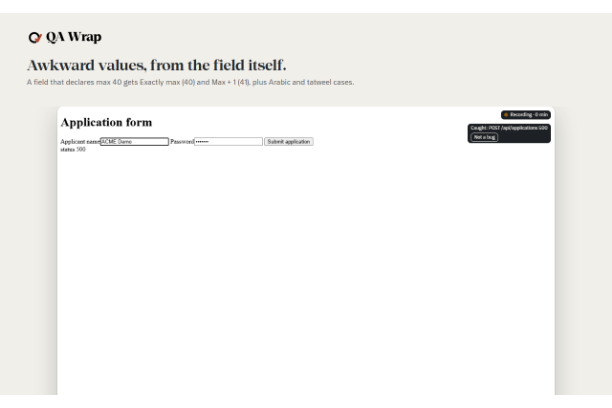 QA Wrap
Awkward values, from the field itself.
A field that declares max 40 gets Exactly max (40) and Max + 1 (41), plus Arabic and tatweel cases.
Recording · 0 min
Application form
Caught: POST /api/applications 500
Not a bug
Applicant name ACME Demo Password ••••••• Submit application
status 500